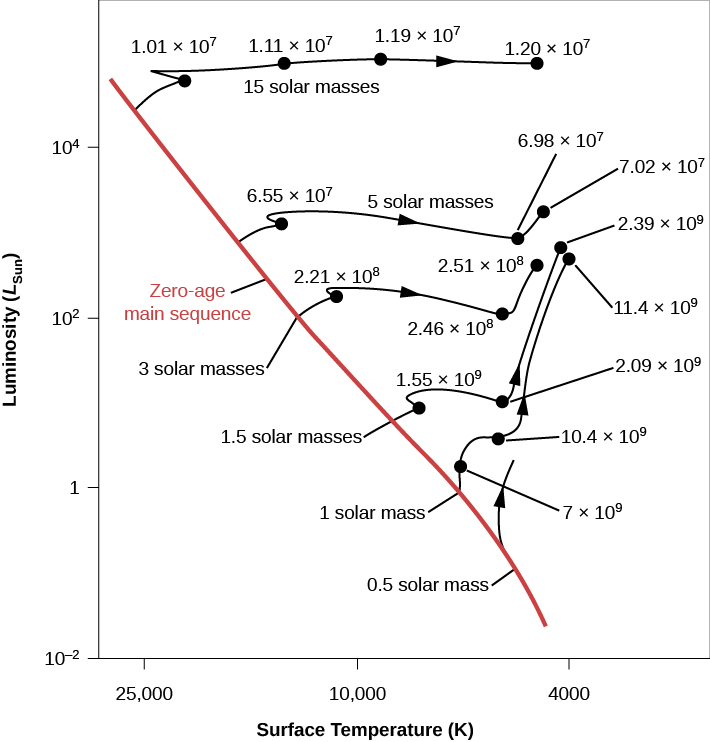 1.01 × 10⁷
1.11 × 10⁷
1.19 × 10⁷
1.20 × 10⁷
15 solar masses
10⁴
6.98 × 10⁷
7.02 × 10⁷
6.55 × 10⁷
5 solar masses
2.39 × 10⁹
2.21 × 10⁸
2.51 × 10⁸
Zero-age
main sequence
11.4 × 10⁹
10²
2.46 × 10⁸
3 solar masses
2.09 × 10⁹
1.55 × 10⁹
1.5 solar masses
10.4 × 10⁹
1
1 solar mass
7 × 10⁹
0.5 solar mass
10⁻²
Luminosity (L_Sun)
25,000
10,000
4000
Surface Temperature (K)